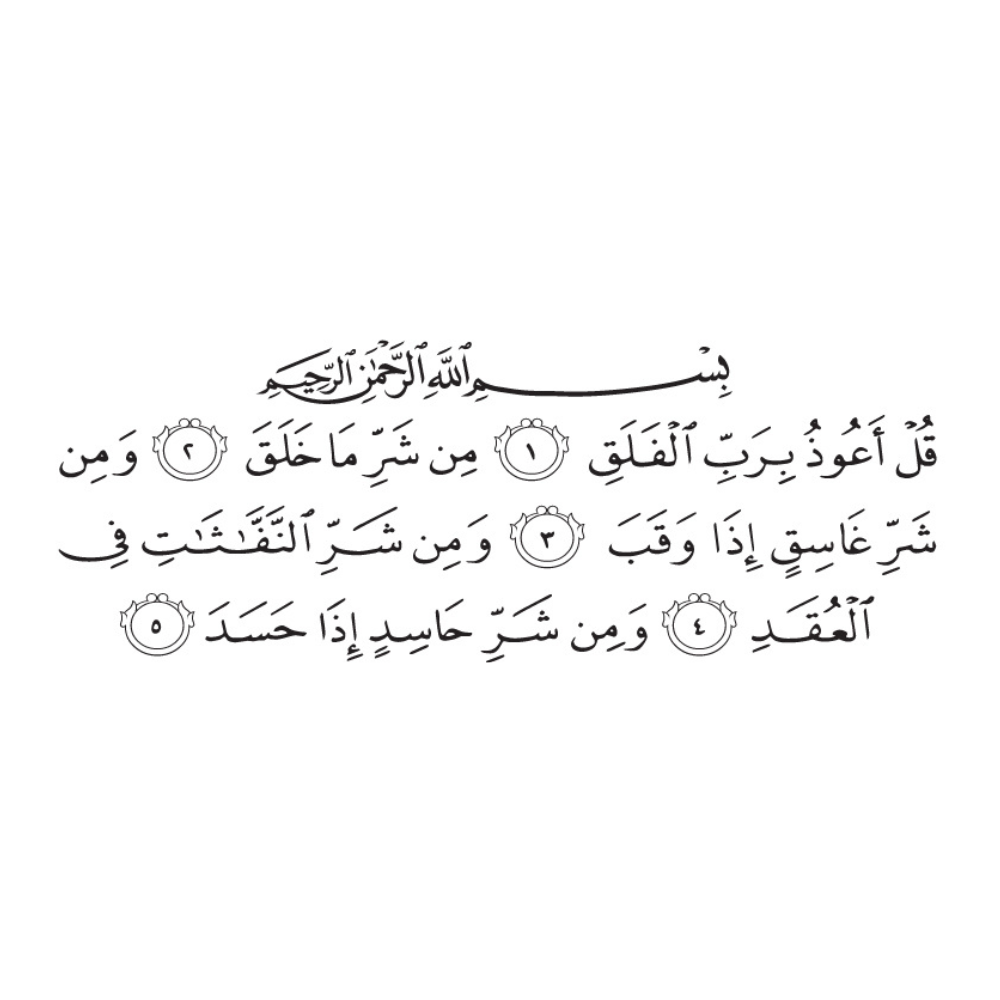 بِسْمِ ٱللَّهِ ٱلرَّحْمَٰنِ ٱلرَّحِيمِ
قُلْ أَعُوذُ بِرَبِّ ٱلْفَلَقِ ١ مِن شَرِّ مَا خَلَقَ ٢ وَمِن
شَرِّ غَاسِقٍ إِذَا وَقَبَ ٣ وَمِن شَرِّ ٱلنَّفَّٰثَٰتِ فِى
ٱلْعُقَدِ ٤ وَمِن شَرِّ حَاسِدٍ إِذَا حَسَدَ ٥